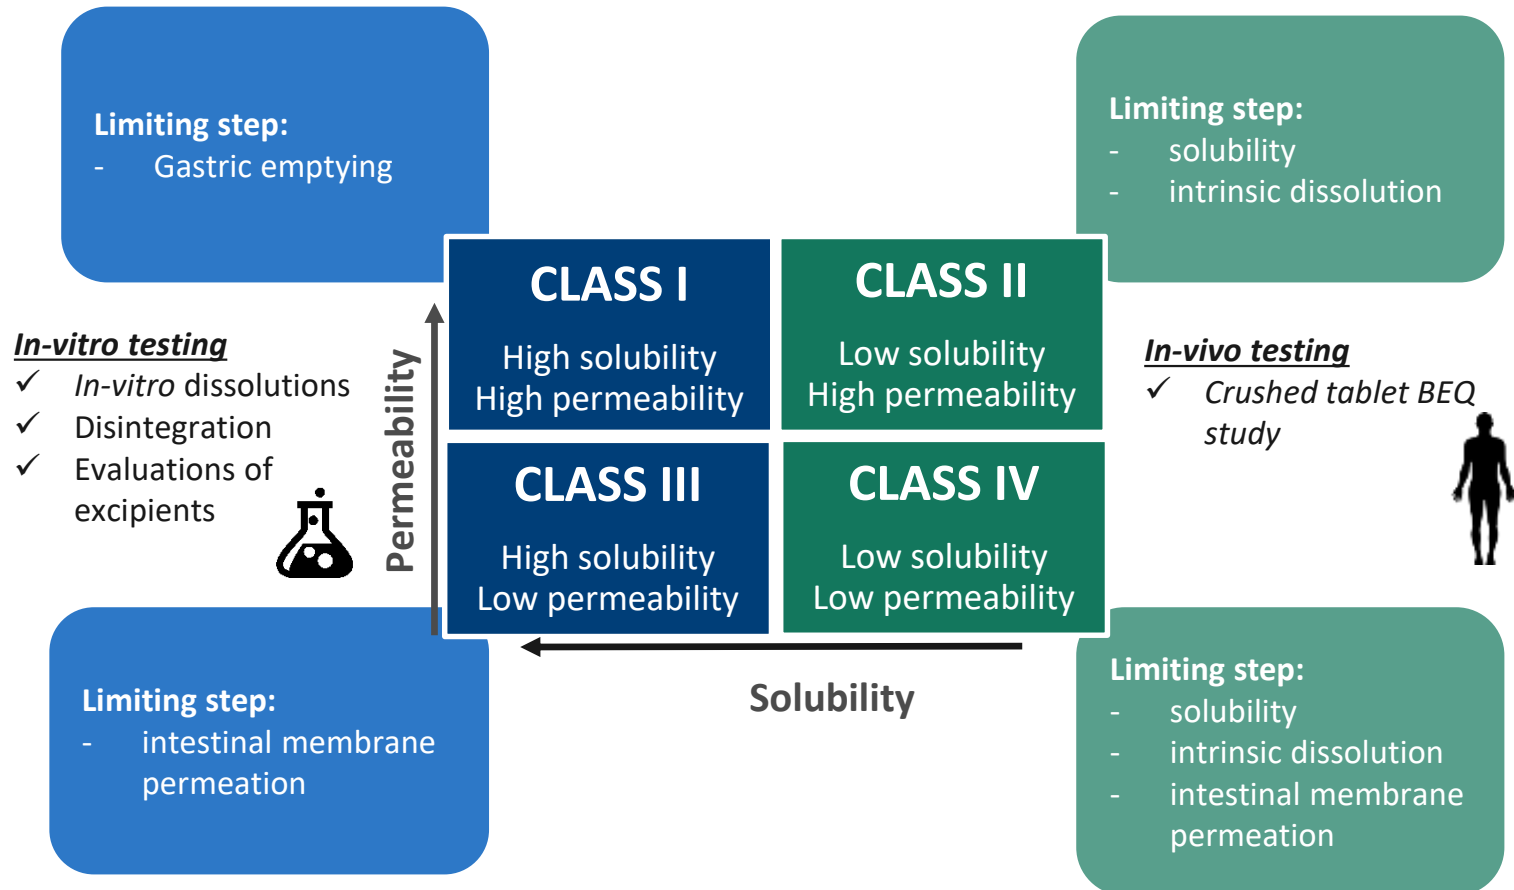 Limiting step:
- Gastric emptying
Limiting step:
- solubility
- intrinsic dissolution
In-vitro testing
✓ In-vitro dissolutions
✓ Disintegration
✓ Evaluations of
excipients
Permeability
CLASS I
High solubility
High permeability
CLASS II
Low solubility
High permeability
CLASS III
High solubility
Low permeability
CLASS IV
Low solubility
Low permeability
Solubility
In-vivo testing
✓ Crushed tablet BEQ
study
Limiting step:
- intestinal membrane
permeation
Limiting step:
- solubility
- intrinsic dissolution
- intestinal membrane
permeation